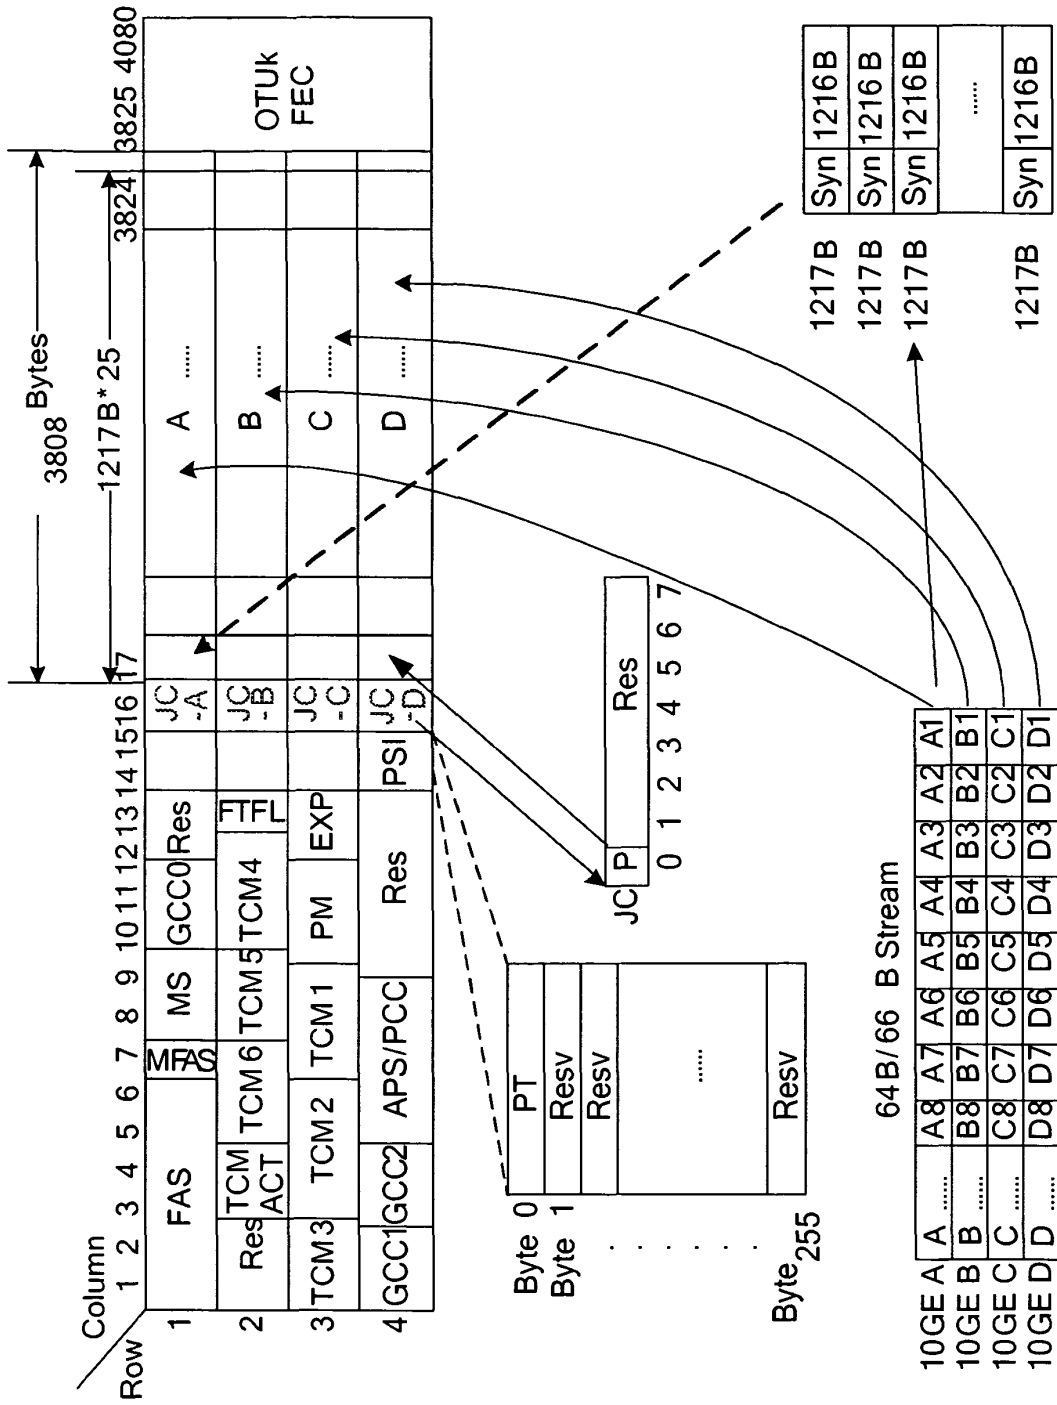 3808 Bytes
1217B*25
Column
Row
1 2 3 4 5 6 7 8 9 10 11 12 13 14 15 16 17 3824 3825 4080
1 FAS MFAS MS GCC0 Res JC-A A ......
2 Res TCM ACT TCM 6 TCM 5 TCM4 FTFL JC-B B ......
3 TCM3 TCM 2 TCM 1 PM EXP JC-C C ......
4 GCC1 GCC2 APS/PCC Res PSI JC-D D ......
OTUk FEC
Byte 0 PT
Byte 1 Resv
Resv
......
Byte 255 Resv
JC P Res
0 1 2 3 4 5 6 7
64B/66 B Stream
10GE A A ...... A8 A7 A6 A5 A4 A3 A2 A1
10GE B B ...... B8 B7 B6 B5 B4 B3 B2 B1
10GE C C ...... C8 C7 C6 C5 C4 C3 C2 C1
10GE D D ...... D8 D7 D6 D5 D4 D3 D2 D1
1217B Syn 1216B
1217B Syn 1216B
1217B Syn 1216B
......
1217B Syn 1216B